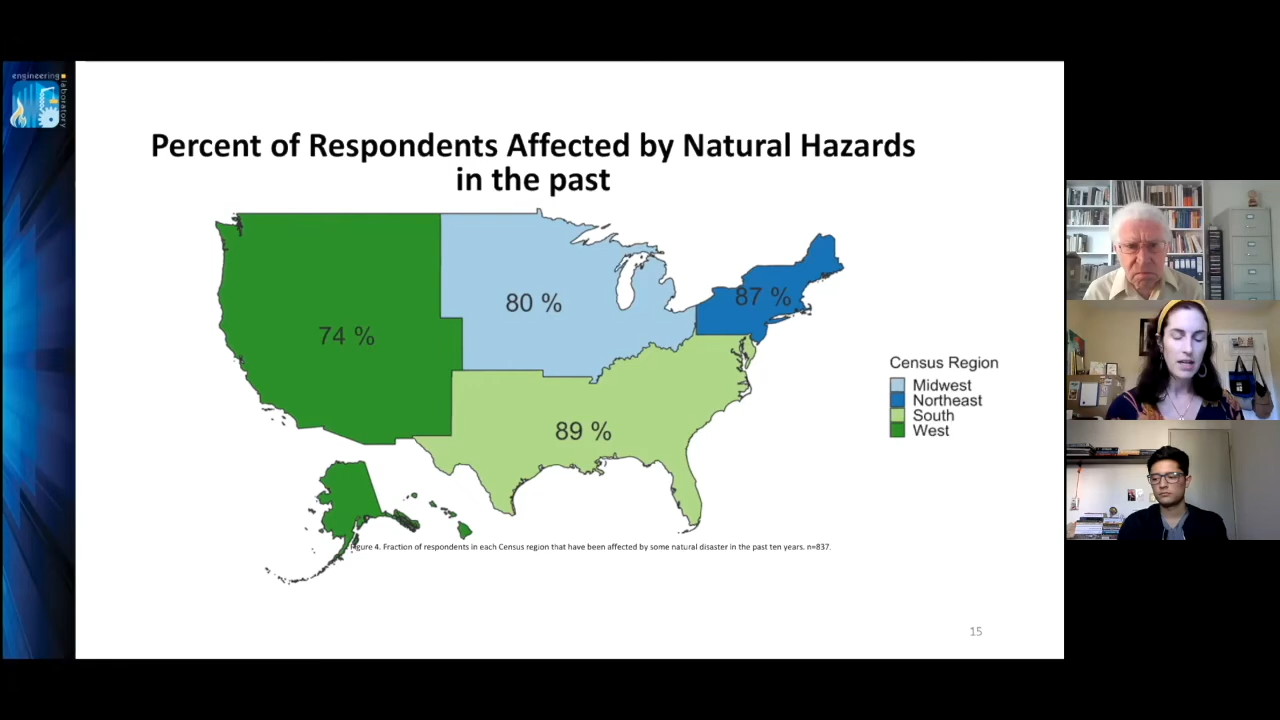 engineering
laboratory
Percent of Respondents Affected by Natural Hazards
in the past
80 %
87 %
74 %
89 %
Census Region
Midwest
Northeast
South
West
Figure 4. Fraction of respondents in each Census region that have been affected by some natural disaster in the past ten years. n=837.
15